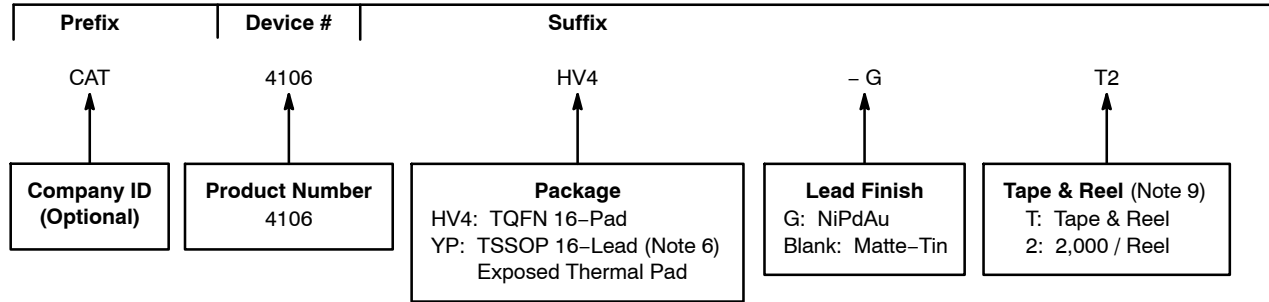 Prefix Device # Suffix
CAT 4106 HV4 – G T2
Company ID
(Optional)
Product Number
4106
Package
HV4: TQFN 16–Pad
YP: TSSOP 16–Lead (Note 6)
Exposed Thermal Pad
Lead Finish
G: NiPdAu
Blank: Matte–Tin
Tape & Reel (Note 9)
T: Tape & Reel
2: 2,000 / Reel